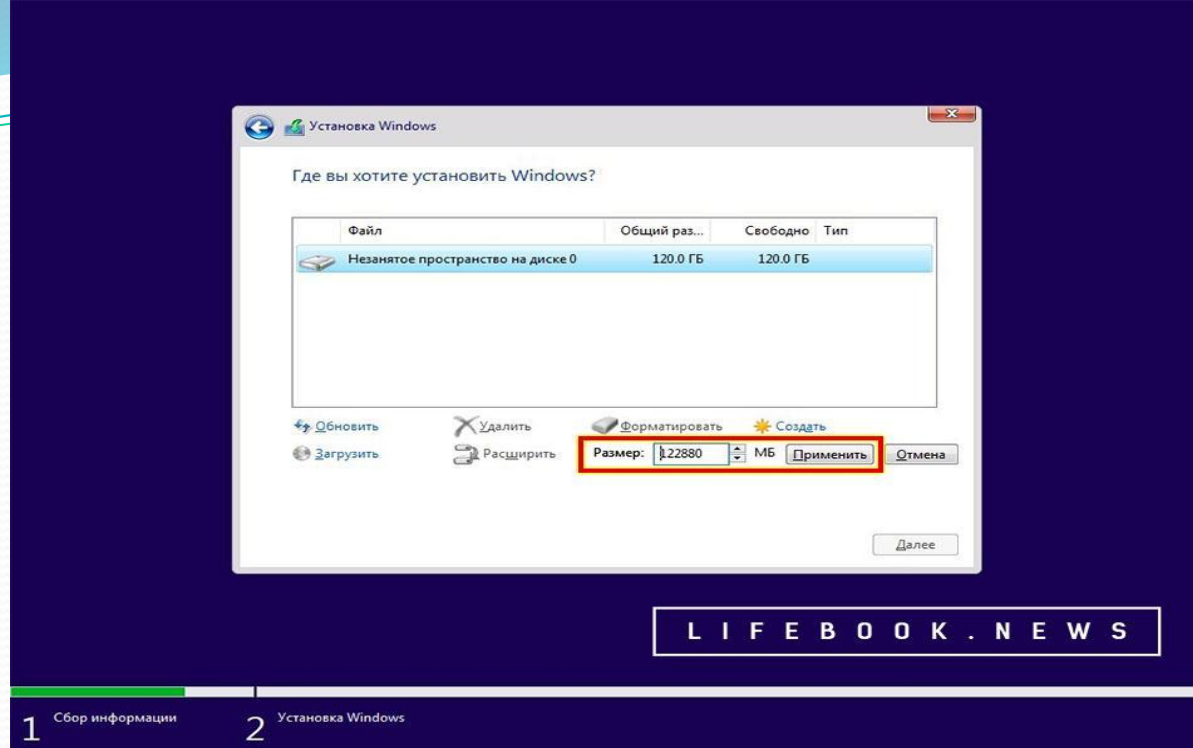 Установка Windows
Где вы хотите установить Windows?
Файл Общий раз... Свободно Тип
Незанятое пространство на диске 0 120.0 ГБ 120.0 ГБ
Обновить Удалить Форматировать Создать
Загрузить Расширить Размер: 122880 МБ Применить Отмена
Далее
LIFEBOOK.NEWS
1 Сбор информации 2 Установка Windows